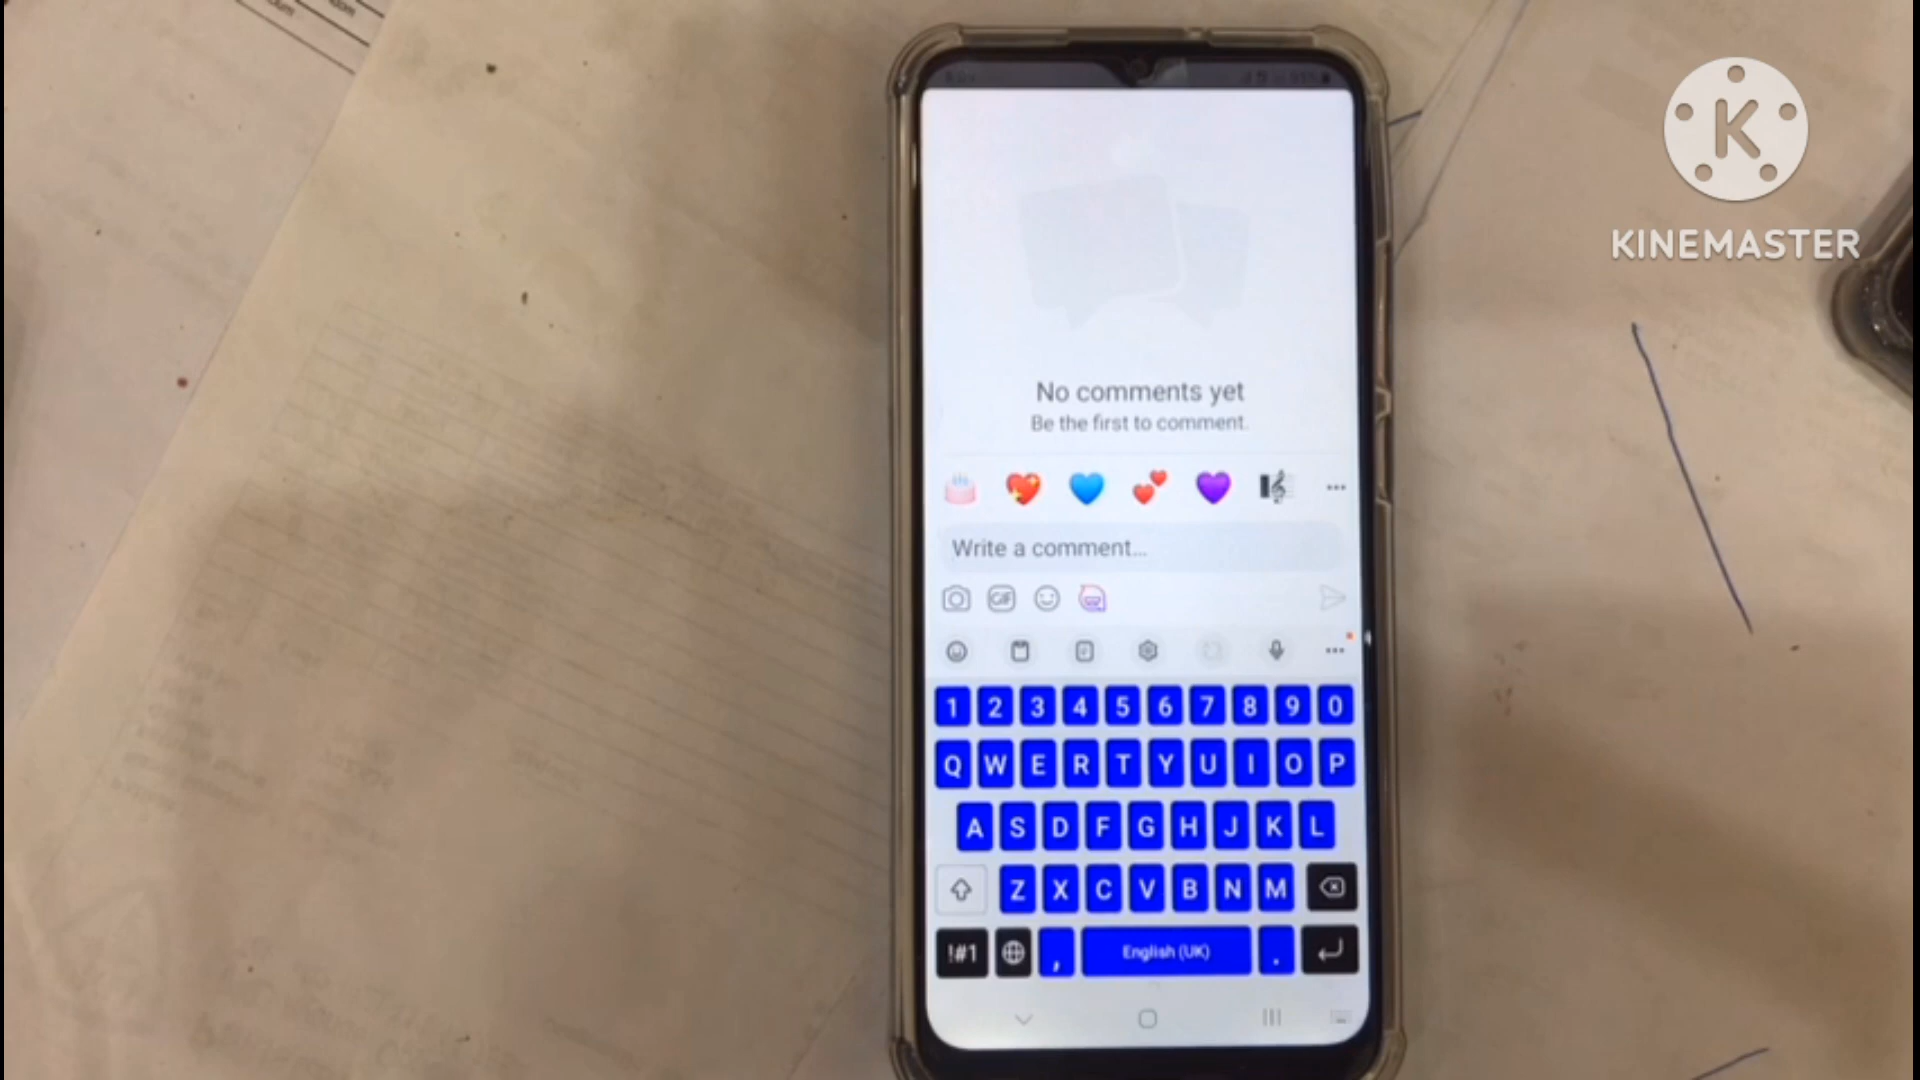 K
KINEMASTER
No comments yet
Be the first to comment.
Write a comment...
GIF
1 2 3 4 5 6 7 8 9 0
Q W E R T Y U I O P
A S D F G H J K L
Z X C V B N M
!#1 , English (UK) .